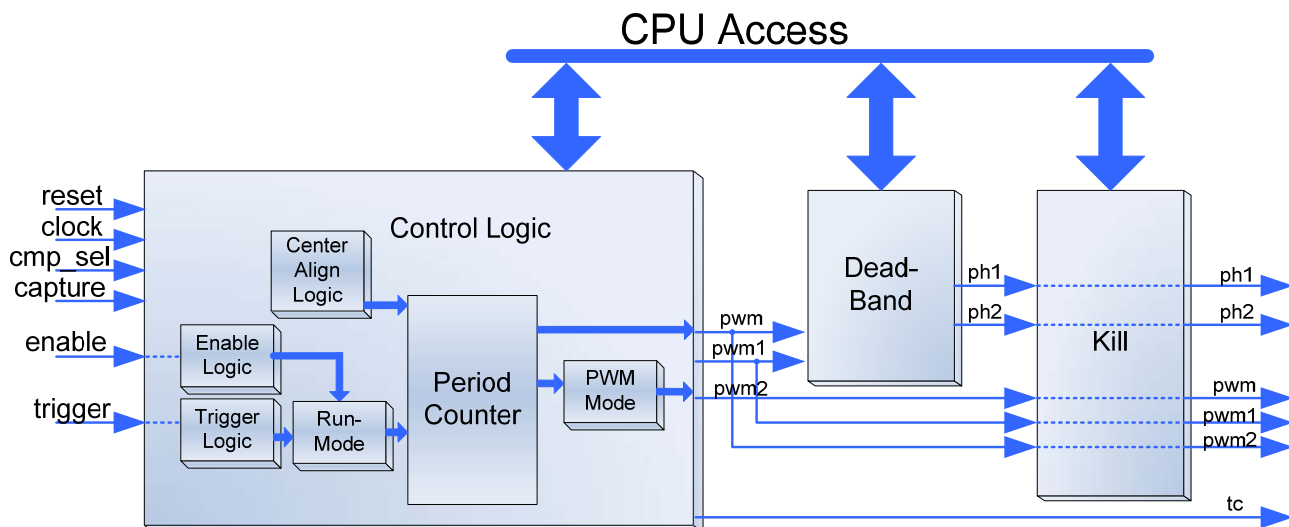 CPU Access
reset
clock
cmp_sel
capture
enable
trigger
Control Logic
Center
Align
Logic
Enable
Logic
Trigger
Logic
Run-
Mode
Period
Counter
PWM
Mode
pwm
pwm1
pwm2
Dead-
Band
ph1
ph2
Kill
ph1
ph2
pwm
pwm1
pwm2
tc